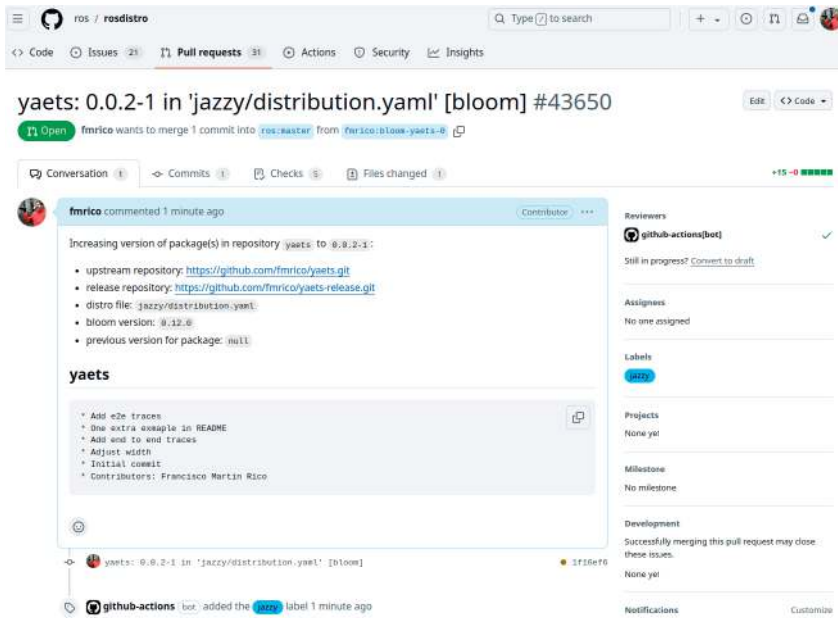 ros / rosdistro
Type / to search
Code
Issues 21
Pull requests 31
Actions
Security
Insights
yaets: 0.0.2-1 in 'jazzy/distribution.yaml' [bloom] #43650
Edit
<> Code
Open
fmrico wants to merge 1 commit into ros:master from fmrico:bloom-yaets-0
Conversation 1
Commits 1
Checks 5
Files changed 1
+15 −0
fmrico commented 1 minute ago
Contributor
Increasing version of package(s) in repository yaets to 0.0.2-1 :
• upstream repository: https://github.com/fmrico/yaets.git
• release repository: https://github.com/fmrico/yaets-release.git
• distro file: jazzy/distribution.yaml
• bloom version: 0.12.0
• previous version for package: null
yaets
* Add e2e traces
* One extra exmaple in README
* Add end to end traces
* Adjust width
* Initial commit
* Contributors: Francisco Martin Rico
yaets: 0.0.2-1 in 'jazzy/distribution.yaml' [bloom]
1f16ef6
github-actions bot added the jazzy label 1 minute ago
Reviewers
github-actions[bot]
Still in progress? Convert to draft
Assignees
No one assigned
Labels
jazzy
Projects
None yet
Milestone
No milestone
Development
Successfully merging this pull request may close
these issues.
None yet
Notifications
Customize